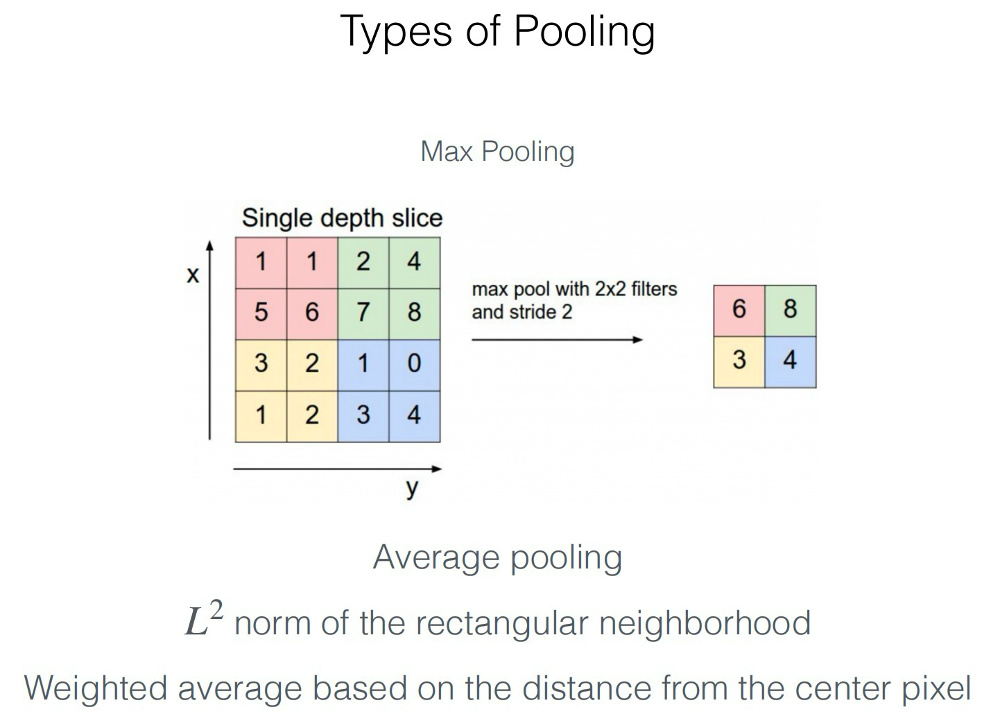 Types of Pooling
Max Pooling
Single depth slice
x
1 1 2 4
5 6 7 8
3 2 1 0
1 2 3 4
y
max pool with 2x2 filters
and stride 2
6 8
3 4
Average pooling
L² norm of the rectangular neighborhood
Weighted average based on the distance from the center pixel